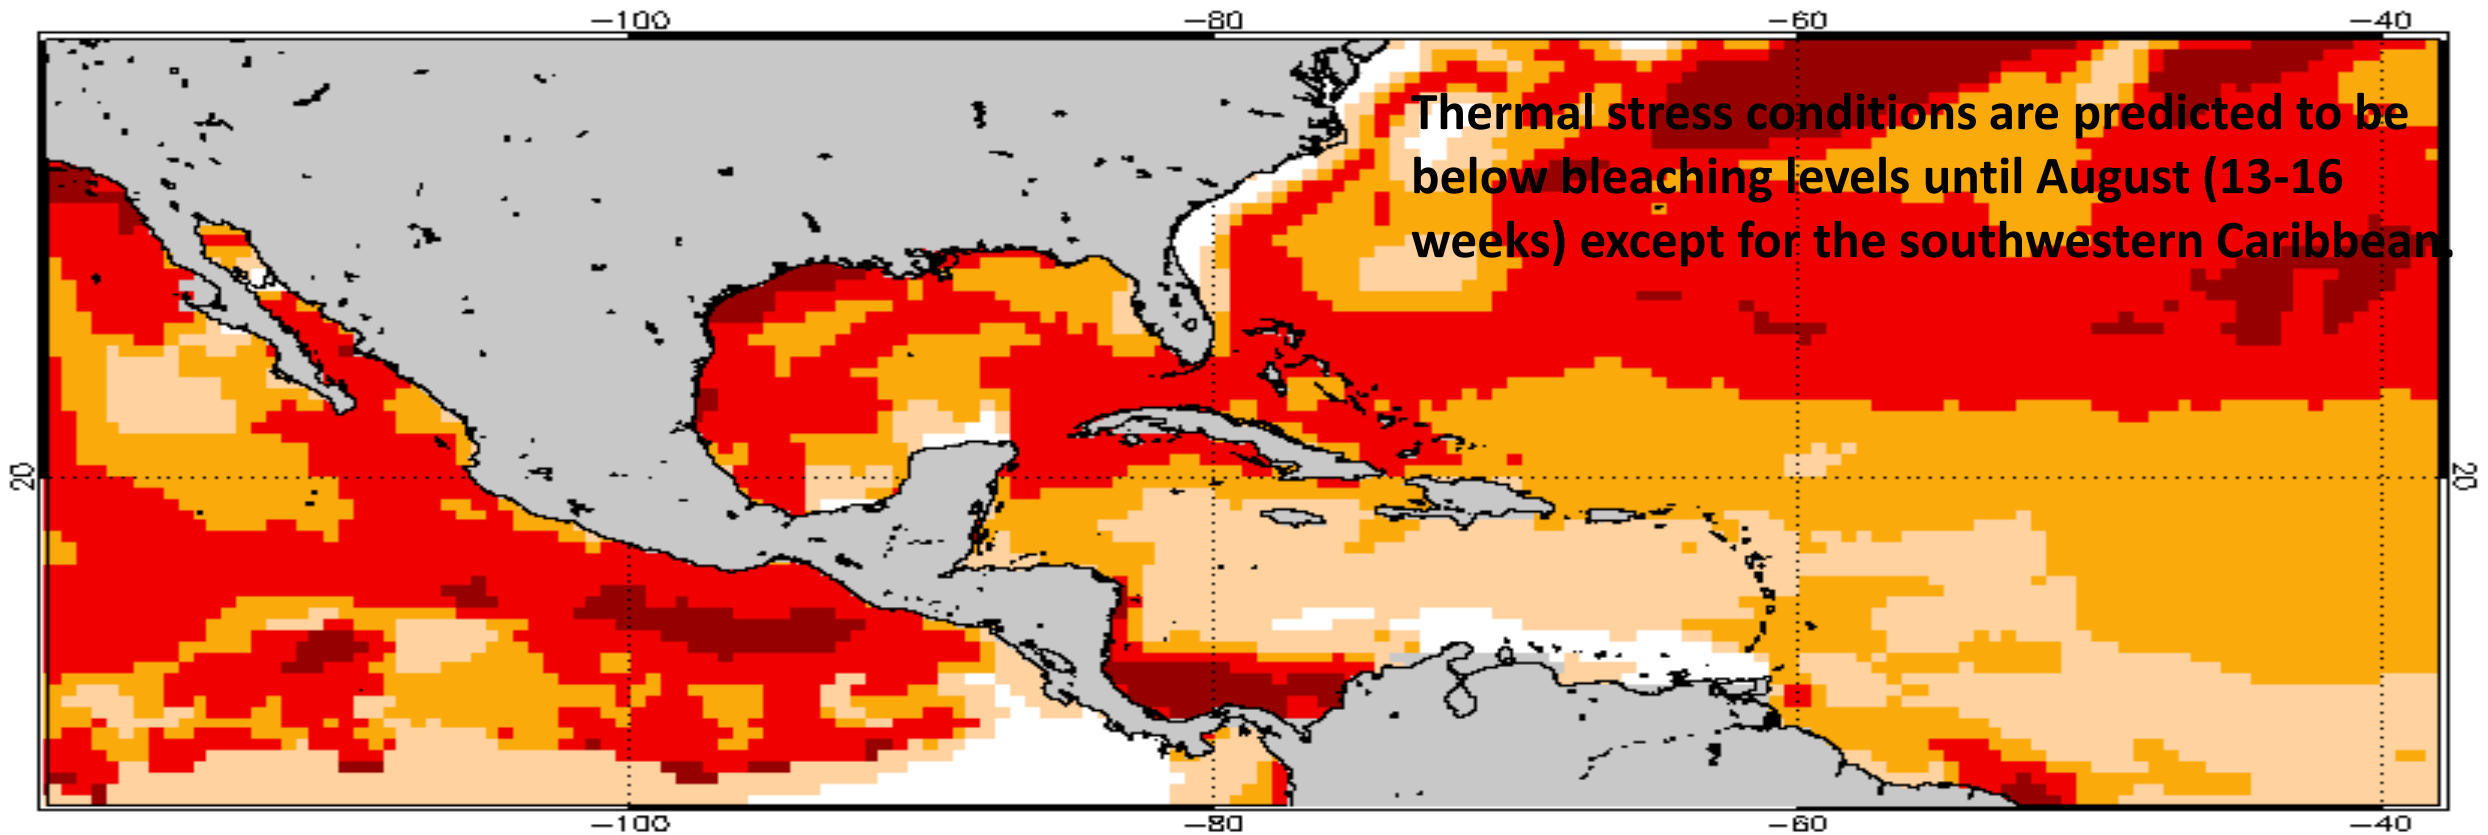 −100 −80 −60 −40
Thermal stress conditions are predicted to be
below bleaching levels until August (13-16
weeks) except for the southwestern Caribbean.
20 20
−100 −80 −60 −40